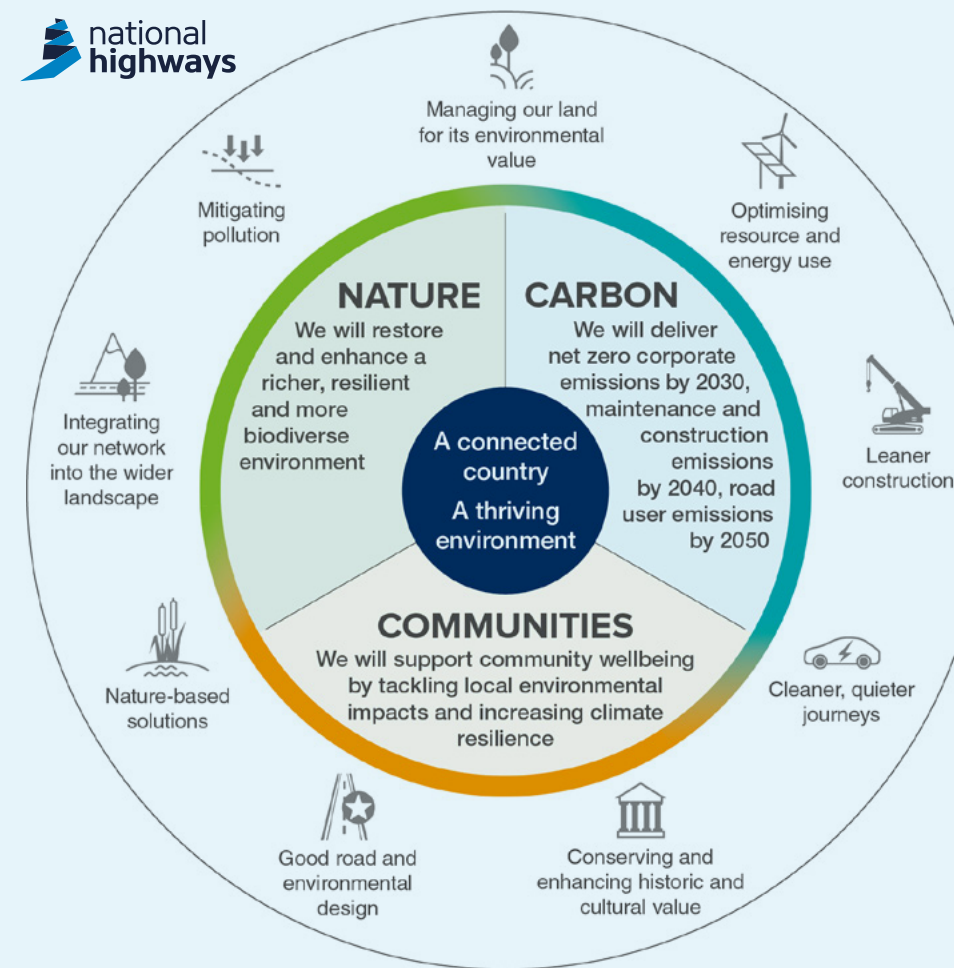 national
highways
Managing our land
for its environmental
value
Mitigating
pollution
Optimising
resource and
energy use
NATURE
We will restore
and enhance a
richer, resilient
and more
biodiverse
environment
CARBON
We will deliver
net zero corporate
emissions by 2030,
maintenance and
construction
emissions
by 2040, road
user emissions
by 2050
Integrating
our network
into the wider
landscape
A connected
country
A thriving
environment
Leaner
construction
COMMUNITIES
We will support community wellbeing
by tackling local environmental
impacts and increasing climate
resilience
Nature-based
solutions
Cleaner, quieter
journeys
Good road and
environmental
design
Conserving and
enhancing historic and
cultural value